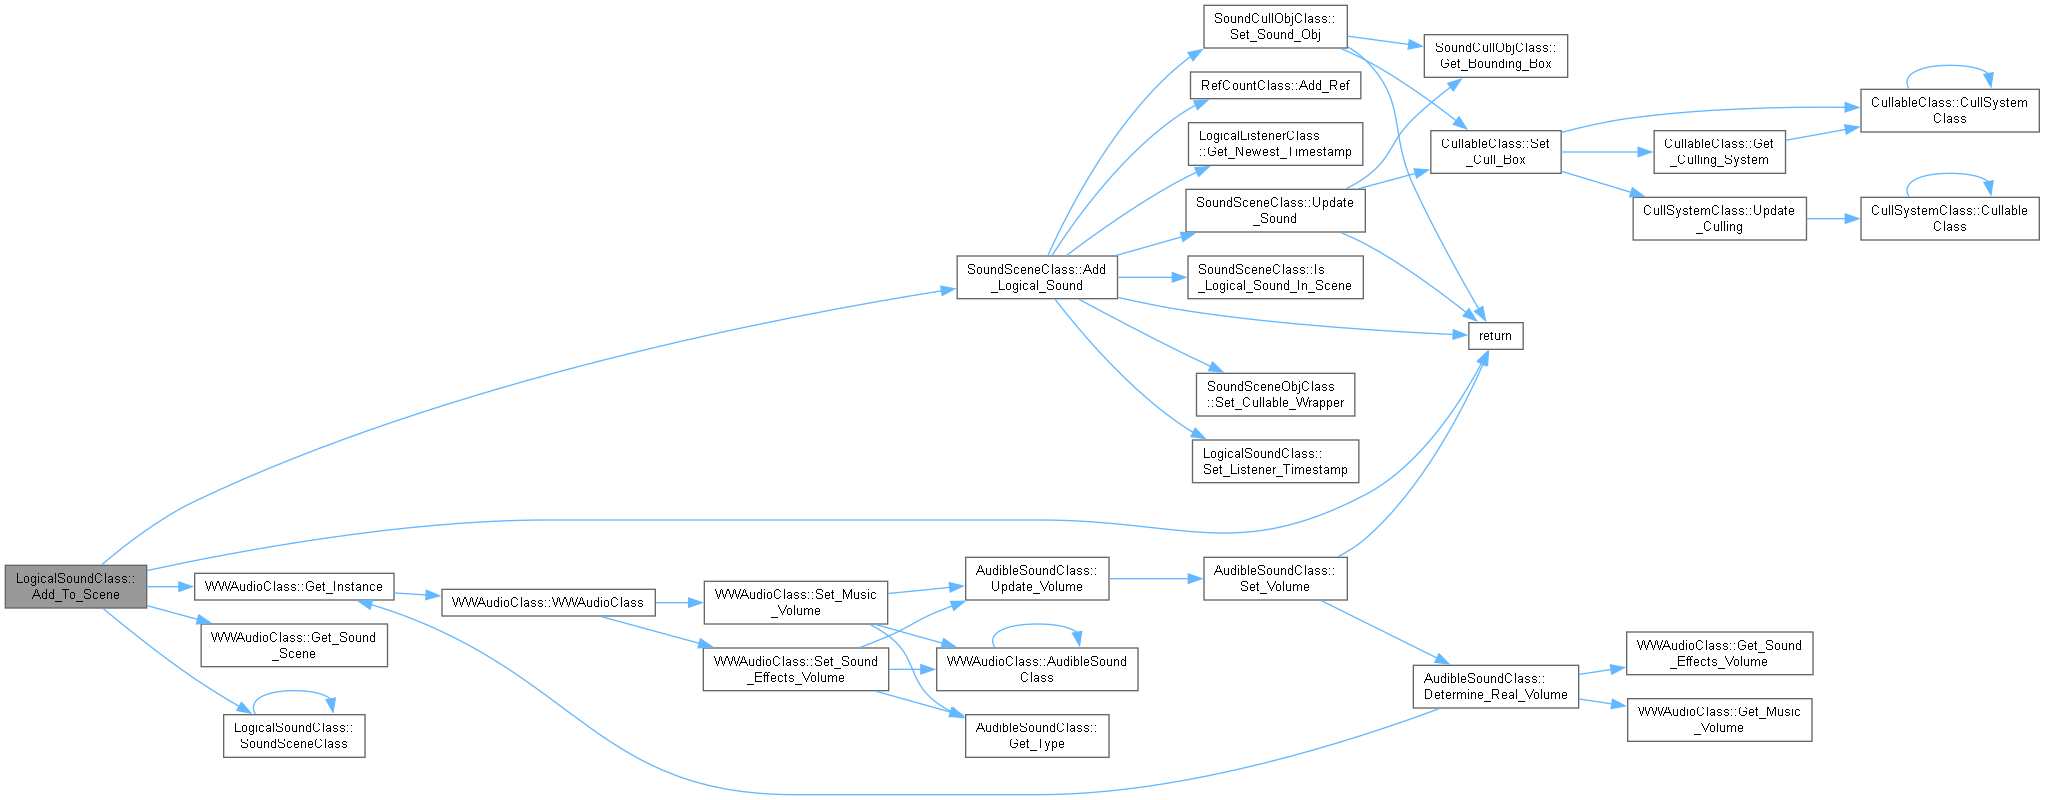 SoundCullObjClass::
Set_Sound_Obj
SoundCullObjClass::
Get_Bounding_Box
RefCountClass::Add_Ref
CullableClass::CullSystem
Class
LogicalListenerClass
::Get_Newest_Timestamp
CullableClass::Set
_Cull_Box
CullableClass::Get
_Culling_System
SoundSceneClass::Update
_Sound
CullSystemClass::Update
_Culling
CullSystemClass::Cullable
Class
SoundSceneClass::Add
_Logical_Sound
SoundSceneClass::Is
_Logical_Sound_In_Scene
return
SoundSceneObjClass
::Set_Cullable_Wrapper
LogicalSoundClass::
Set_Listener_Timestamp
LogicalSoundClass::
Add_To_Scene
WWAudioClass::Get_Instance
WWAudioClass::WWAudioClass
WWAudioClass::Set_Music
_Volume
AudibleSoundClass::
Update_Volume
AudibleSoundClass::
Set_Volume
WWAudioClass::Get_Sound
_Scene
WWAudioClass::Set_Sound
_Effects_Volume
WWAudioClass::AudibleSound
Class
AudibleSoundClass::
Determine_Real_Volume
WWAudioClass::Get_Sound
_Effects_Volume
LogicalSoundClass::
SoundSceneClass
AudibleSoundClass::
Get_Type
WWAudioClass::Get_Music
_Volume